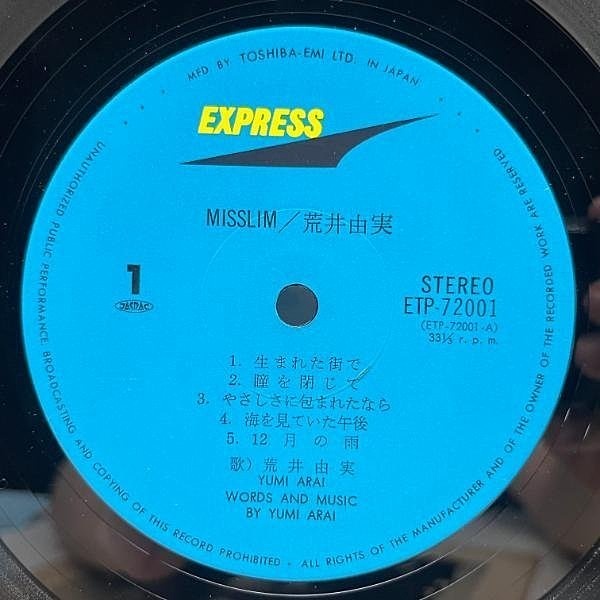 MFD. BY TOSHIBA-EMI LTD. IN JAPAN
EXPRESS
MISSLIM/荒井由実
1
JASRAC
STEREO
ETP-72001
(ETP-72001-A)
33⅓ r. p. m.
1. 生まれた街で
2. 瞳を閉じて
3. やさしさに包まれたなら
4. 海を見ていた午後
5. 12月の雨
歌) 荒井由実
YUMI ARAI
WORDS AND MUSIC
BY YUMI ARAI
UNAUTHORIZED PUBLIC PERFORMANCE BROADCASTING AND COPYING OF THIS RECORD PROHIBITED • ALL RIGHTS OF THE MANUFACTURER AND OF THE OWNER OF THE RECORDED WORK ARE RESERVED